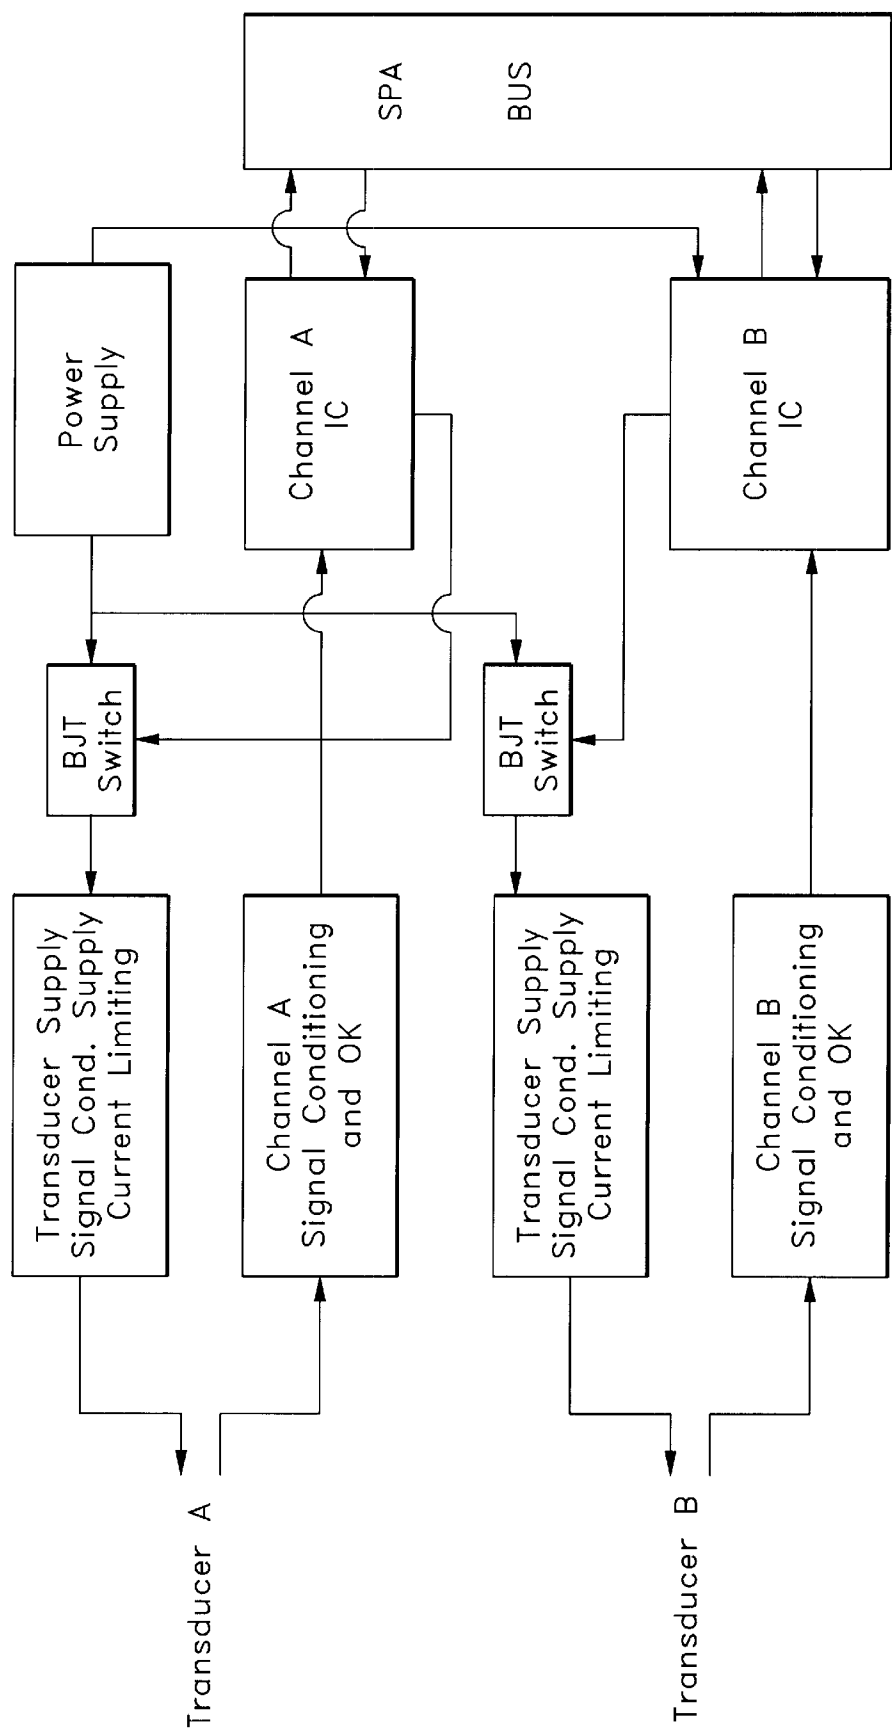 Transducer A
Transducer Supply
Signal Cond. Supply
Current Limiting
BJT
Switch
Power
Supply
Channel A
Signal Conditioning
and OK
Channel A
IC
SPA
BUS
Transducer B
Transducer Supply
Signal Cond. Supply
Current Limiting
BJT
Switch
Channel B
Signal Conditioning
and OK
Channel B
IC